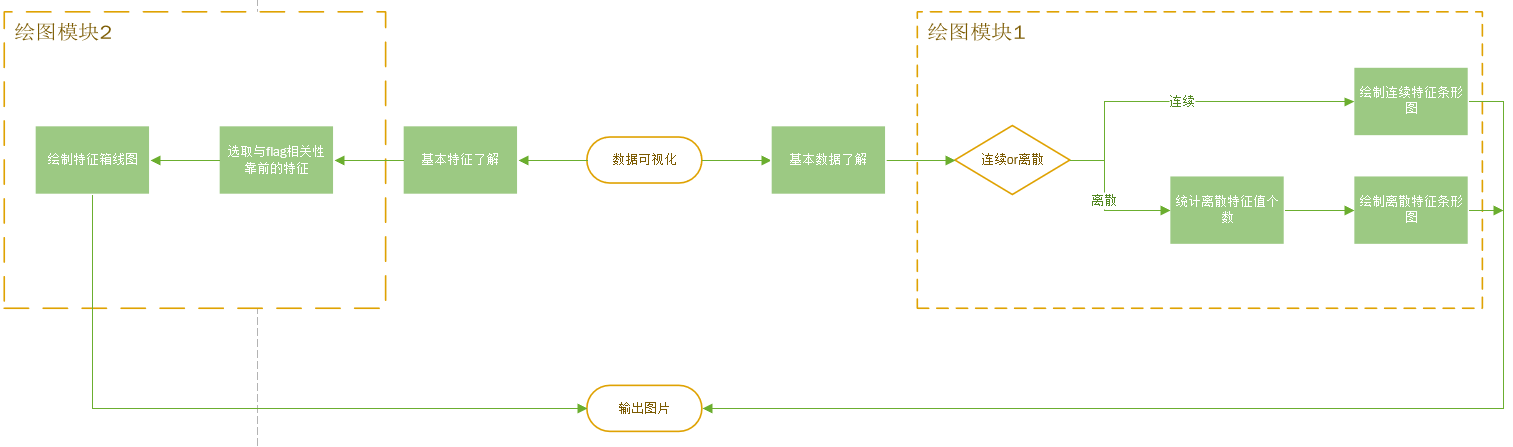 绘图模块2
绘图模块1
绘制连续特征条形
图
连续
绘制特征箱线图
选取与flag相关性
靠前的特征
基本特征了解
数据可视化
基本数据了解
连续or离散
离散
统计离散特征值个
数
绘制离散特征条形
图
输出图片